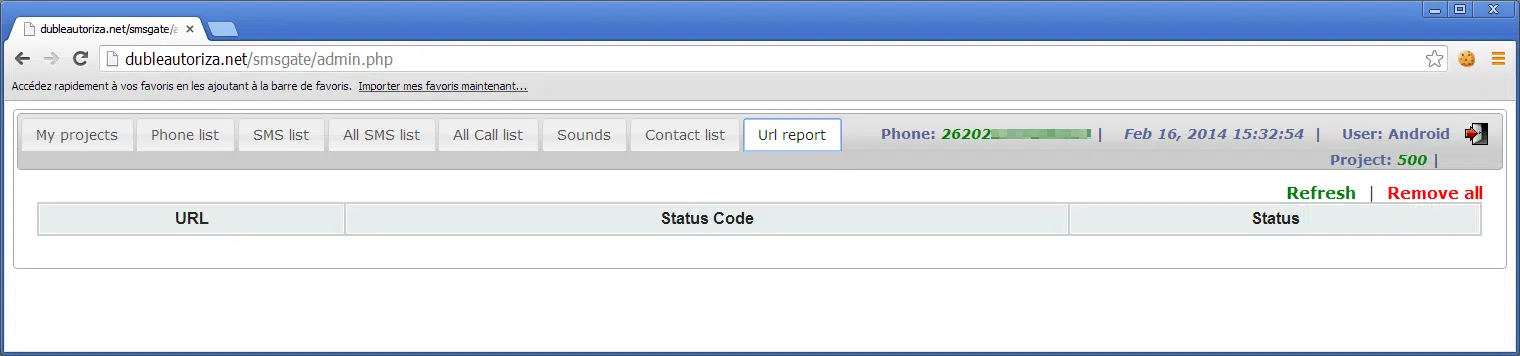 dubleautoriza.net/smsgate/a
dubleautoriza.net/smsgate/admin.php
Accédez rapidement à vos favoris en les ajoutant à la barre de favoris. Importer mes favoris maintenant...
My projects Phone list SMS list All SMS list All Call list Sounds Contact list Url report Phone: 26202 | Feb 16, 2014 15:32:54 | User: Android
Project: 500 |
Refresh | Remove all
URL Status Code Status